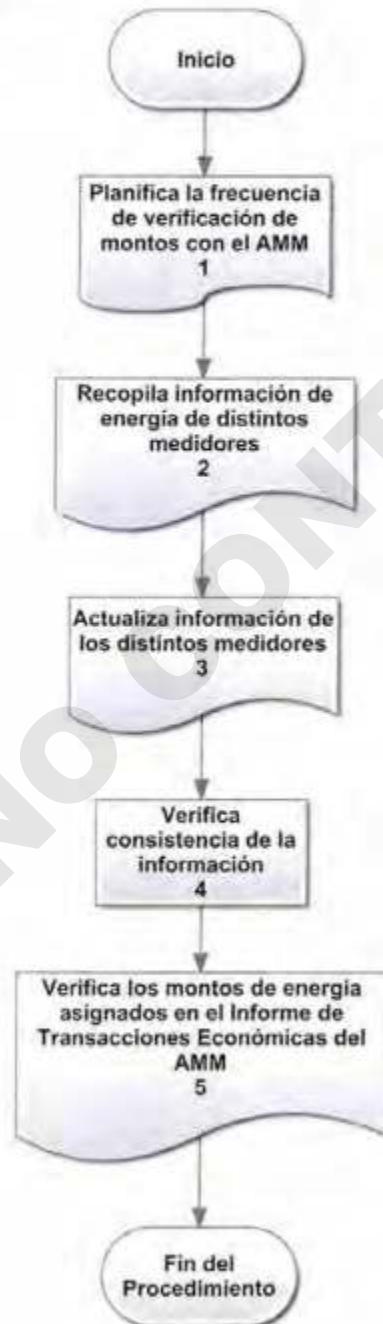 Inicio
Planifica la frecuencia
de verificación de
montos con el AMM
1
Recopila información de
energía de distintos
medidores
2
Actualiza información de
los distintos medidores
3
Verifica
consistencia de la
información
4
Verifica los montos de energía
asignados en el Informe de
Transacciones Económicas del
AMM
5
Fin del
Procedimiento
NO CONT